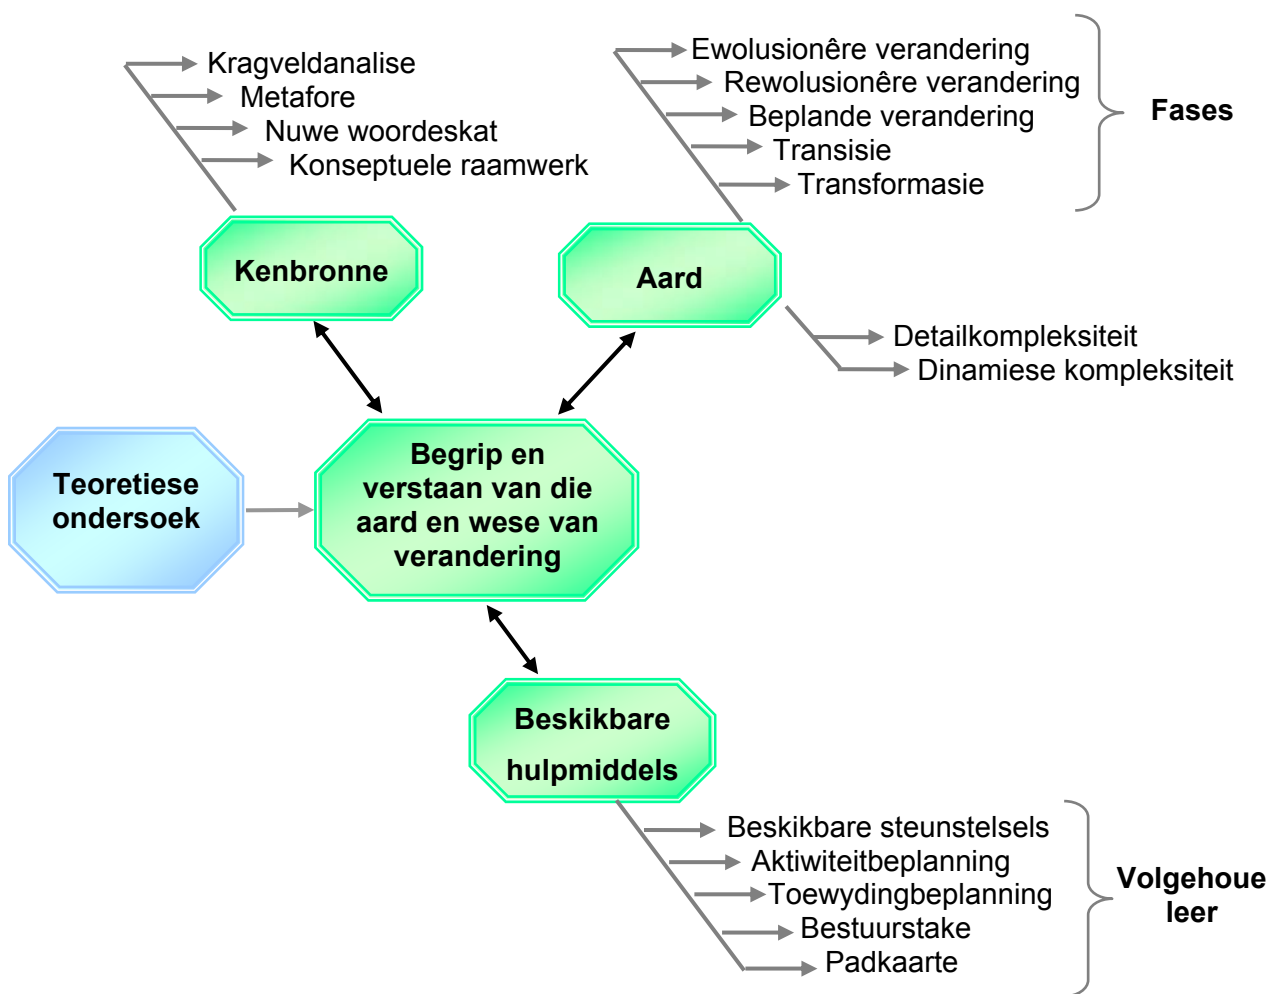 Kragveldanalise
Metafore
Nuwe woordeskat
Konseptuele raamwerk
Ewolusionêre verandering
Rewolusionêre verandering
Beplande verandering
Transisie
Transformasie
Fases
Kenbronne
Aard
Detailkompleksiteit
Dinamiese kompleksiteit
Teoretiese
ondersoek
Begrip en
verstaan van die
aard en wese van
verandering
Beskikbare
hulpmiddels
Beskikbare steunstelsels
Aktiwiteitbeplanning
Toewydingbeplanning
Bestuurstake
Padkaarte
Volgehoue
leer